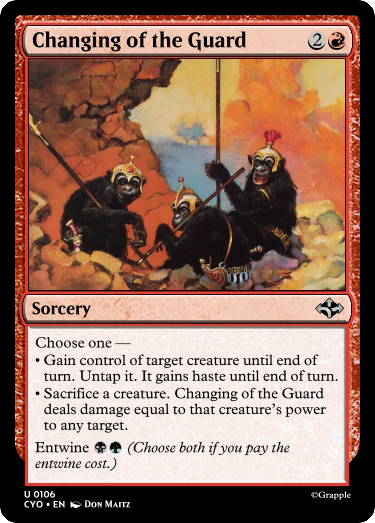 Changing of the Guard 2
Sorcery
Choose one —
• Gain control of target creature until end of
turn. Untap it. It gains haste until end of turn.
• Sacrifice a creature. Changing of the Guard
deals damage equal to that creature's power
to any target.
Entwine (Choose both if you pay the
entwine cost.)
U 0106
CYO • EN DON MAITZ
©Grapple